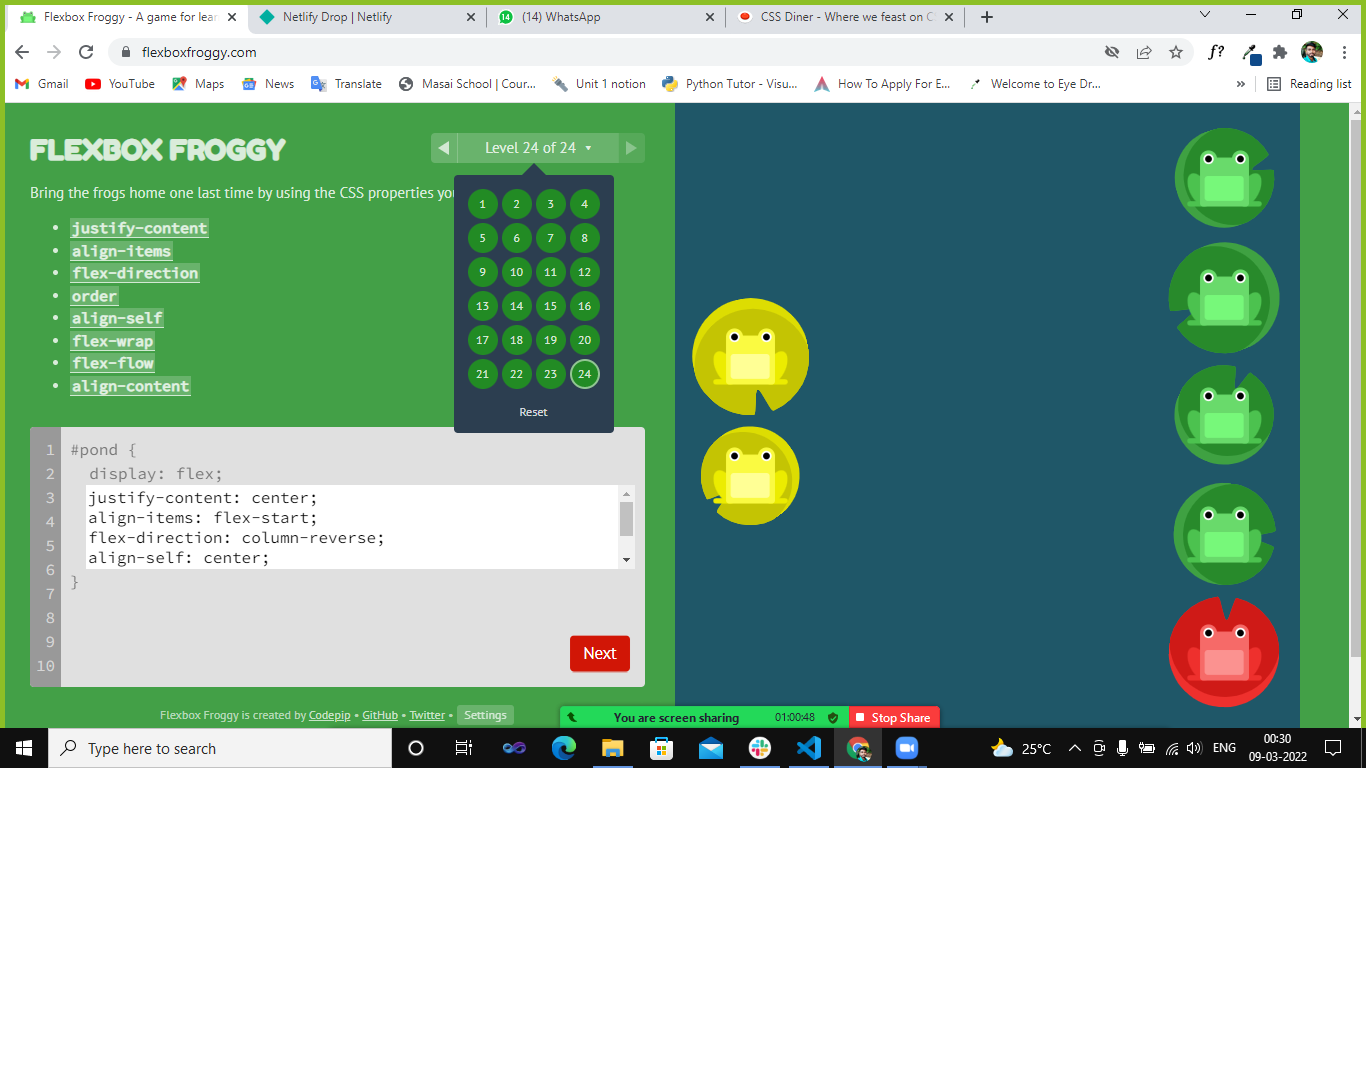 Flexbox Froggy - A game for lear
Netlify Drop | Netlify
(14) WhatsApp
CSS Diner - Where we feast on C
flexboxfroggy.com
f?
Gmail
YouTube
Maps
News
Translate
Masai School | Cour...
Unit 1 notion
Python Tutor - Visu...
How To Apply For E...
Welcome to Eye Dr...
»
Reading list
FLEXBOX FROGGY
Level 24 of 24
Bring the frogs home one last time by using the CSS properties yo
• justify-content
• align-items
• flex-direction
• order
• align-self
• flex-wrap
• flex-flow
• align-content
1 2 3 4
5 6 7 8
9 10 11 12
13 14 15 16
17 18 19 20
21 22 23 24
Reset
1 #pond {
2 display: flex;
3 justify-content: center;
4 align-items: flex-start;
5 flex-direction: column-reverse;
6 align-self: center;
7 }
8
9
10
Next
Flexbox Froggy is created by Codepip • GitHub • Twitter • Settings
You are screen sharing 01:00:48 Stop Share
Type here to search
25°C
ENG
00:30
09-03-2022